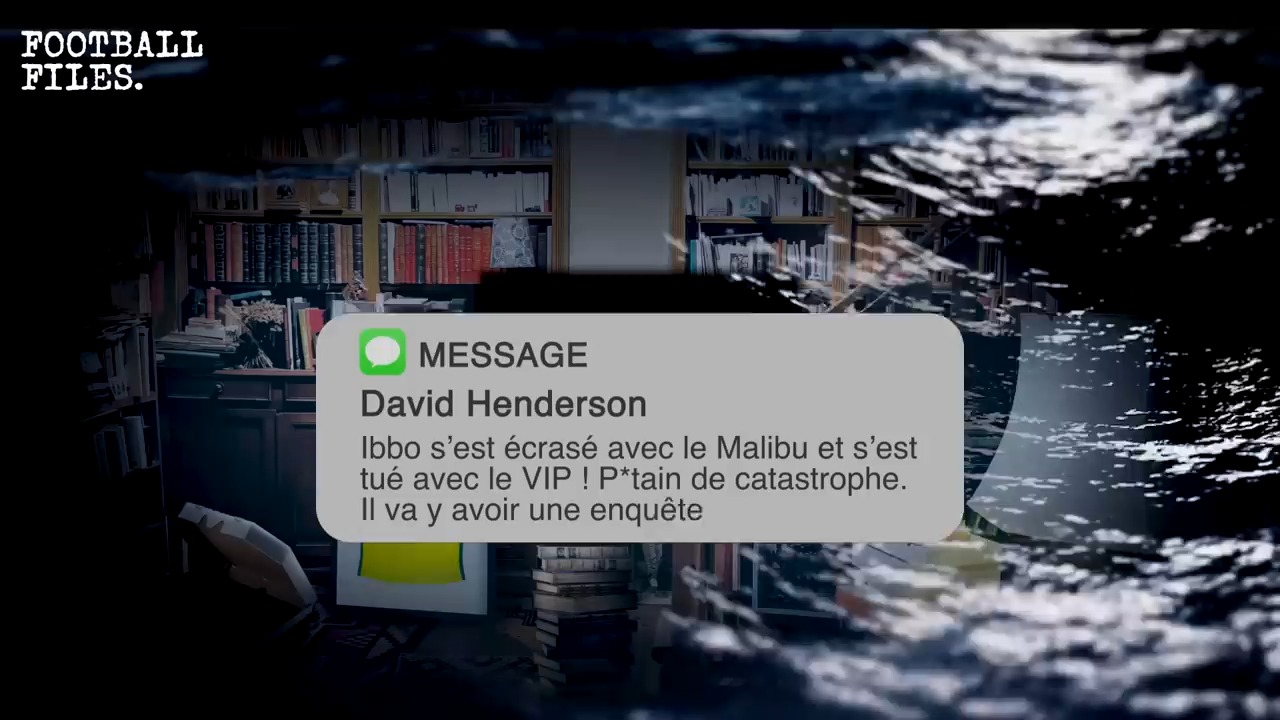 FOOTBALL
FILES.
MESSAGE
David Henderson
Ibbo s’est écrasé avec le Malibu et s’est
tué avec le VIP ! P*tain de catastrophe.
Il va y avoir une enquête